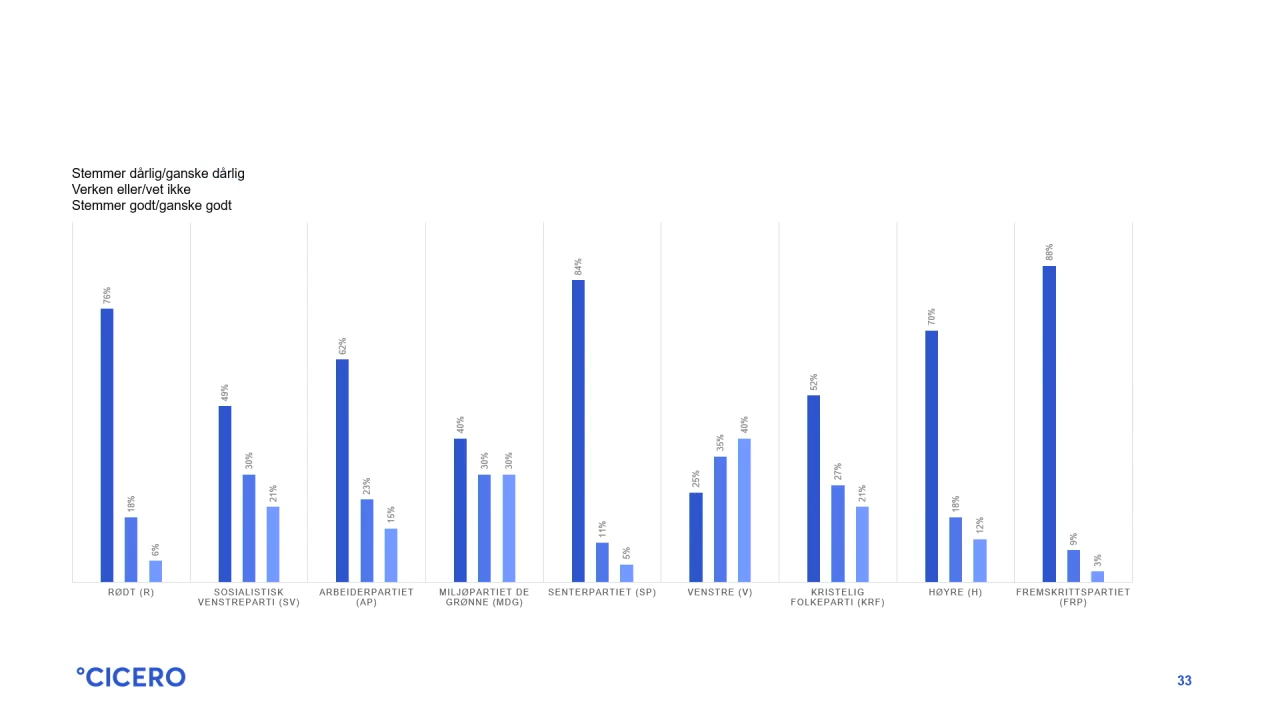 Stemmer dårlig/ganske dårlig
Verken eller/vet ikke
Stemmer godt/ganske godt
76%
18%
6%
49%
30%
21%
62%
23%
15%
40%
30%
30%
84%
11%
5%
25%
35%
40%
52%
27%
21%
70%
18%
12%
88%
9%
3%
RØDT (R)
SOSIALISTISK
VENSTREPARTI (SV)
ARBEIDERPARTIET
(AP)
MILJØPARTIET DE
GRØNNE (MDG)
SENTERPARTIET (SP)
VENSTRE (V)
KRISTELIG
FOLKEPARTI (KRF)
HØYRE (H)
FREMSKRITTSPARTIET
(FRP)
°CICERO
33